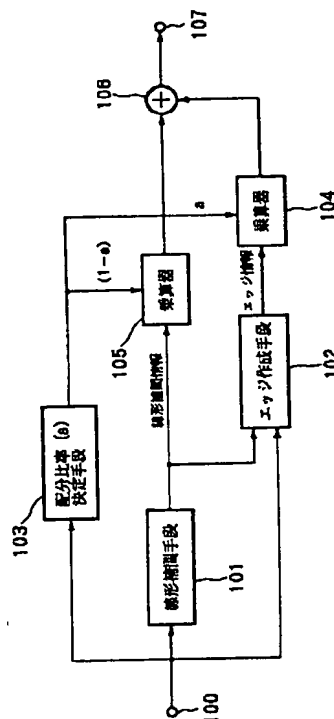 103
配分比率(a)
決定手段
(1-a)
a
106
107
105
乗算器
線形補間情報
100
線形補間手段
101
エッジ作成手段
102
エッジ情報
乗算器
104